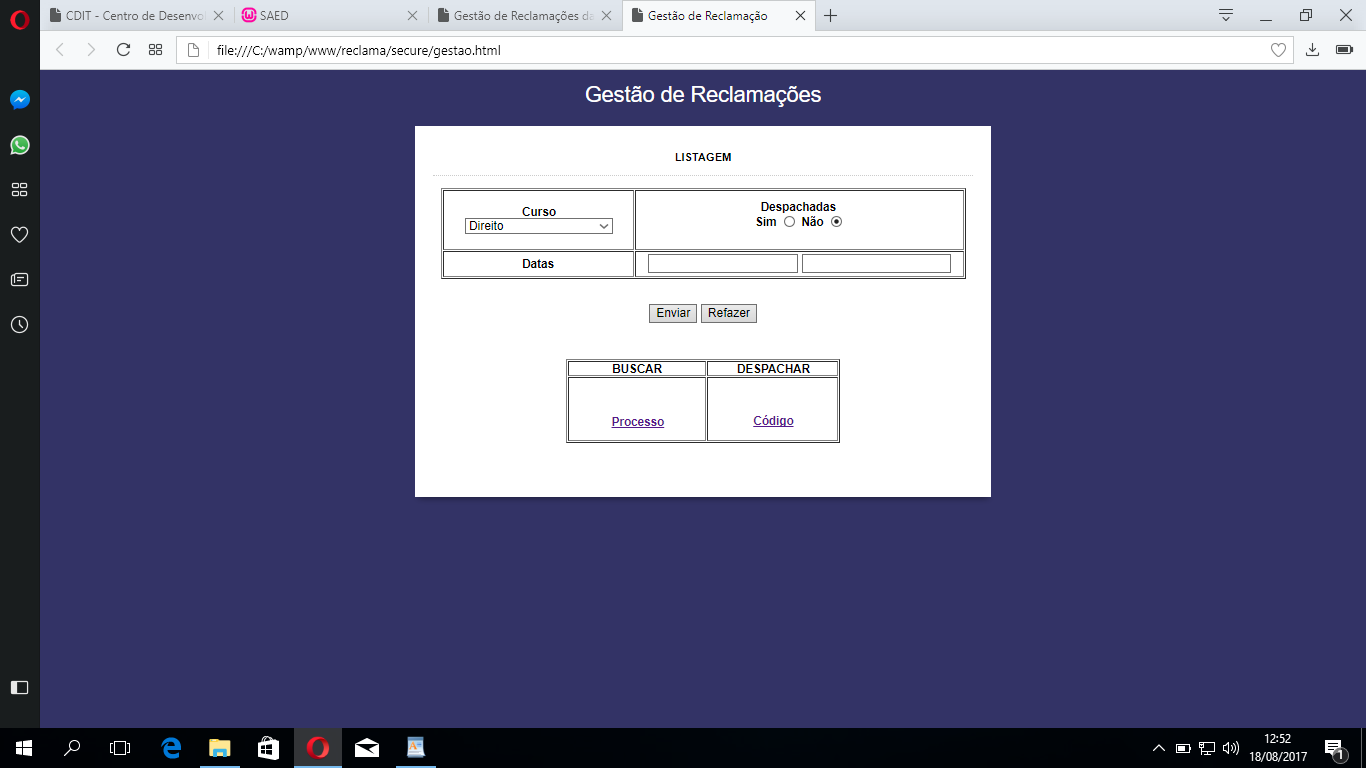 CDIT - Centro de Desenvo
SAED
Gestão de Reclamações da
Gestão de Reclamação
file:///C:/wamp/www/reclama/secure/gestao.html
Gestão de Reclamações
LISTAGEM
Curso
Direito
Despachadas
Sim Não
Datas
Enviar Refazer
BUSCAR DESPACHAR
Processo Código
12:52
18/08/2017
1